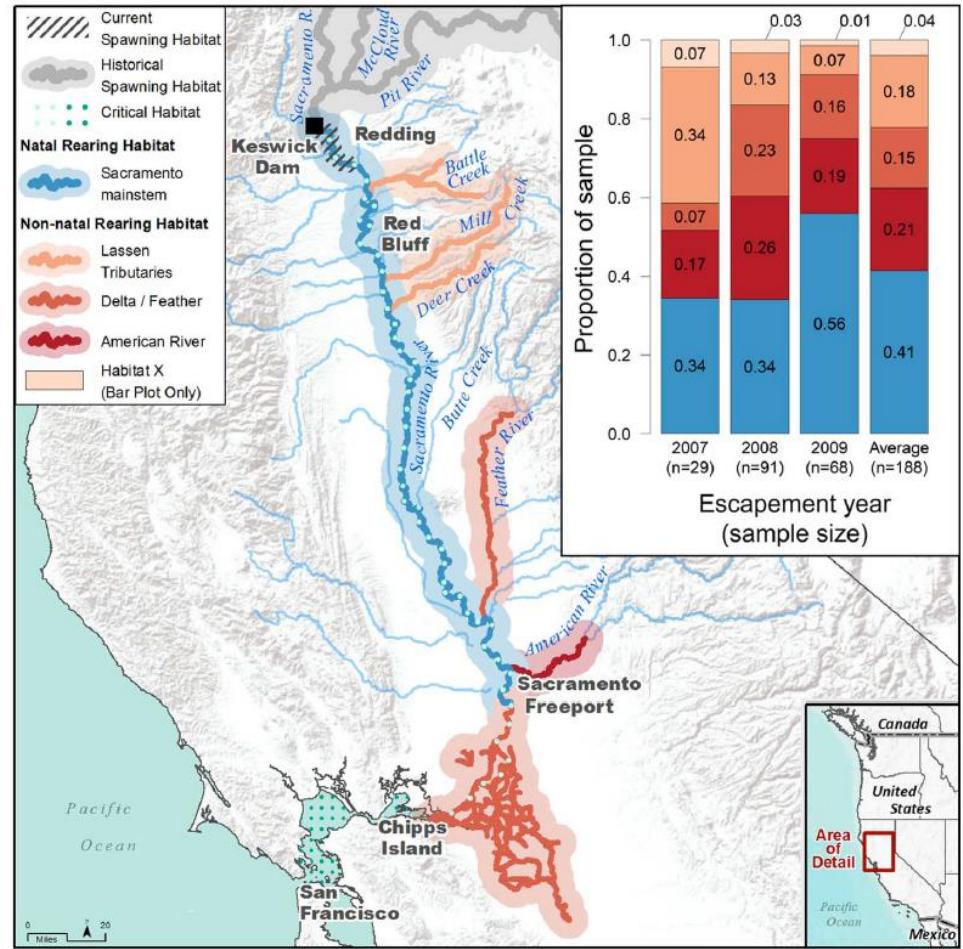 Current
Spawning Habitat
Historical
Spawning Habitat
Critical Habitat
Natal Rearing Habitat
Sacramento
mainstem
Non-natal Rearing Habitat
Lassen
Tributaries
Delta / Feather
American River
Habitat X
(Bar Plot Only)
Sacramento R.
McCloud
River
Pit River
Keswick
Dam
Redding
Battle
Creek
Red
Bluff
Mill Creek
Deer Creek
Sacramento River
Butte Creek
Sacramento River
Feather River
American River
Sacramento
Freeport
Chipps
Island
San
Francisco
Pacific
Ocean
0 20
Miles
0.03 0.01 0.04
1.0
0.8
0.6
0.4
0.2
0.0
Proportion of sample
0.07
0.34
0.07
0.17
0.34
0.13
0.23
0.26
0.34
0.07
0.16
0.19
0.56
0.18
0.15
0.21
0.41
2007 2008 2009 Average
(n=29) (n=91) (n=68) (n=188)
Escapement year
(sample size)
Canada
United
States
Area
of
Detail
Pacific
Ocean
Mexico